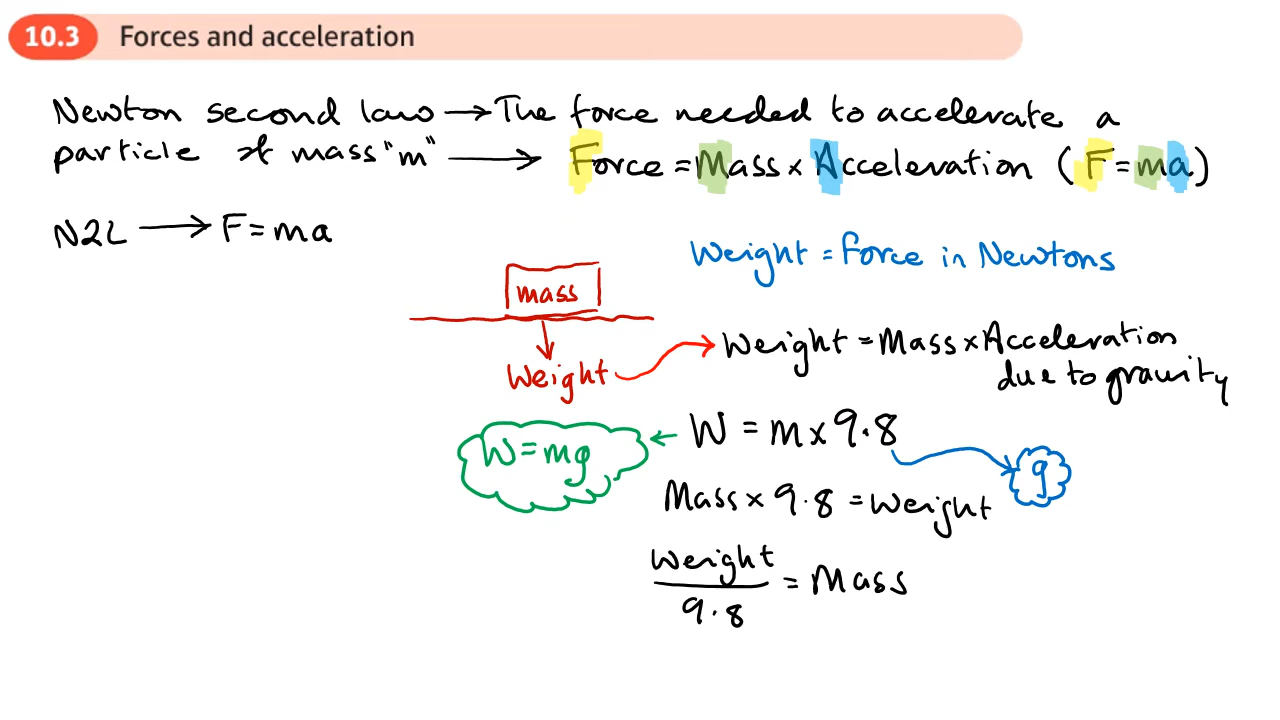 10.3 Forces and acceleration
Newton second law → The force needed to accelerate a
particle of mass "m" → Force = Mass × Acceleration (F = ma)
N2L → F = ma
Weight = Force in Newtons
mass
Weight → Weight = Mass × Acceleration
due to gravity
W = mg ← W = m × 9.8
g
Mass × 9.8 = Weight
Weight
9.8
= Mass